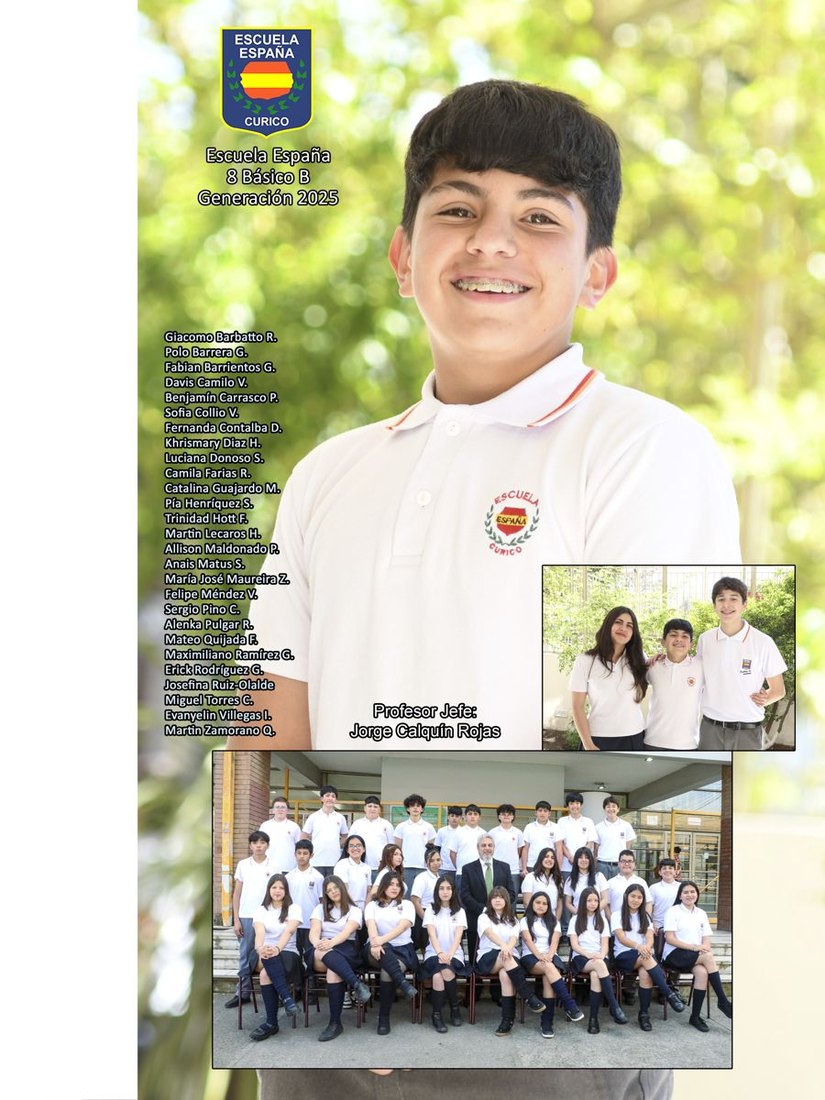 ESCUELA
ESPAÑA
CURICO
Escuela España
8 Básico B
Generación 2025
Giacomo Barbatto R.
Polo Barrera G.
Fabian Barrientos G.
Davis Camilo V.
Benjamín Carrasco P.
Sofia Collio V.
Fernanda Contalba D.
Khrismary Diaz H.
Luciana Donoso S.
Camila Farias R.
Catalina Guajardo M.
Pía Henríquez S.
Trinidad Hott F.
Martin Lecaros H.
Allison Maldonado P.
Anais Matus S.
María José Maureira Z.
Felipe Méndez V.
Sergio Pino C.
Alenka Pulgar R.
Mateo Quijada F.
Maximiliano Ramírez G.
Erick Rodríguez G.
Josefina Ruiz-Olalde
Miguel Torres C.
Evanyelin Villegas I.
Martin Zamorano Q.
ESCUELA
ESPAÑA
CURICO
Profesor Jefe:
Jorge Calquín Rojas